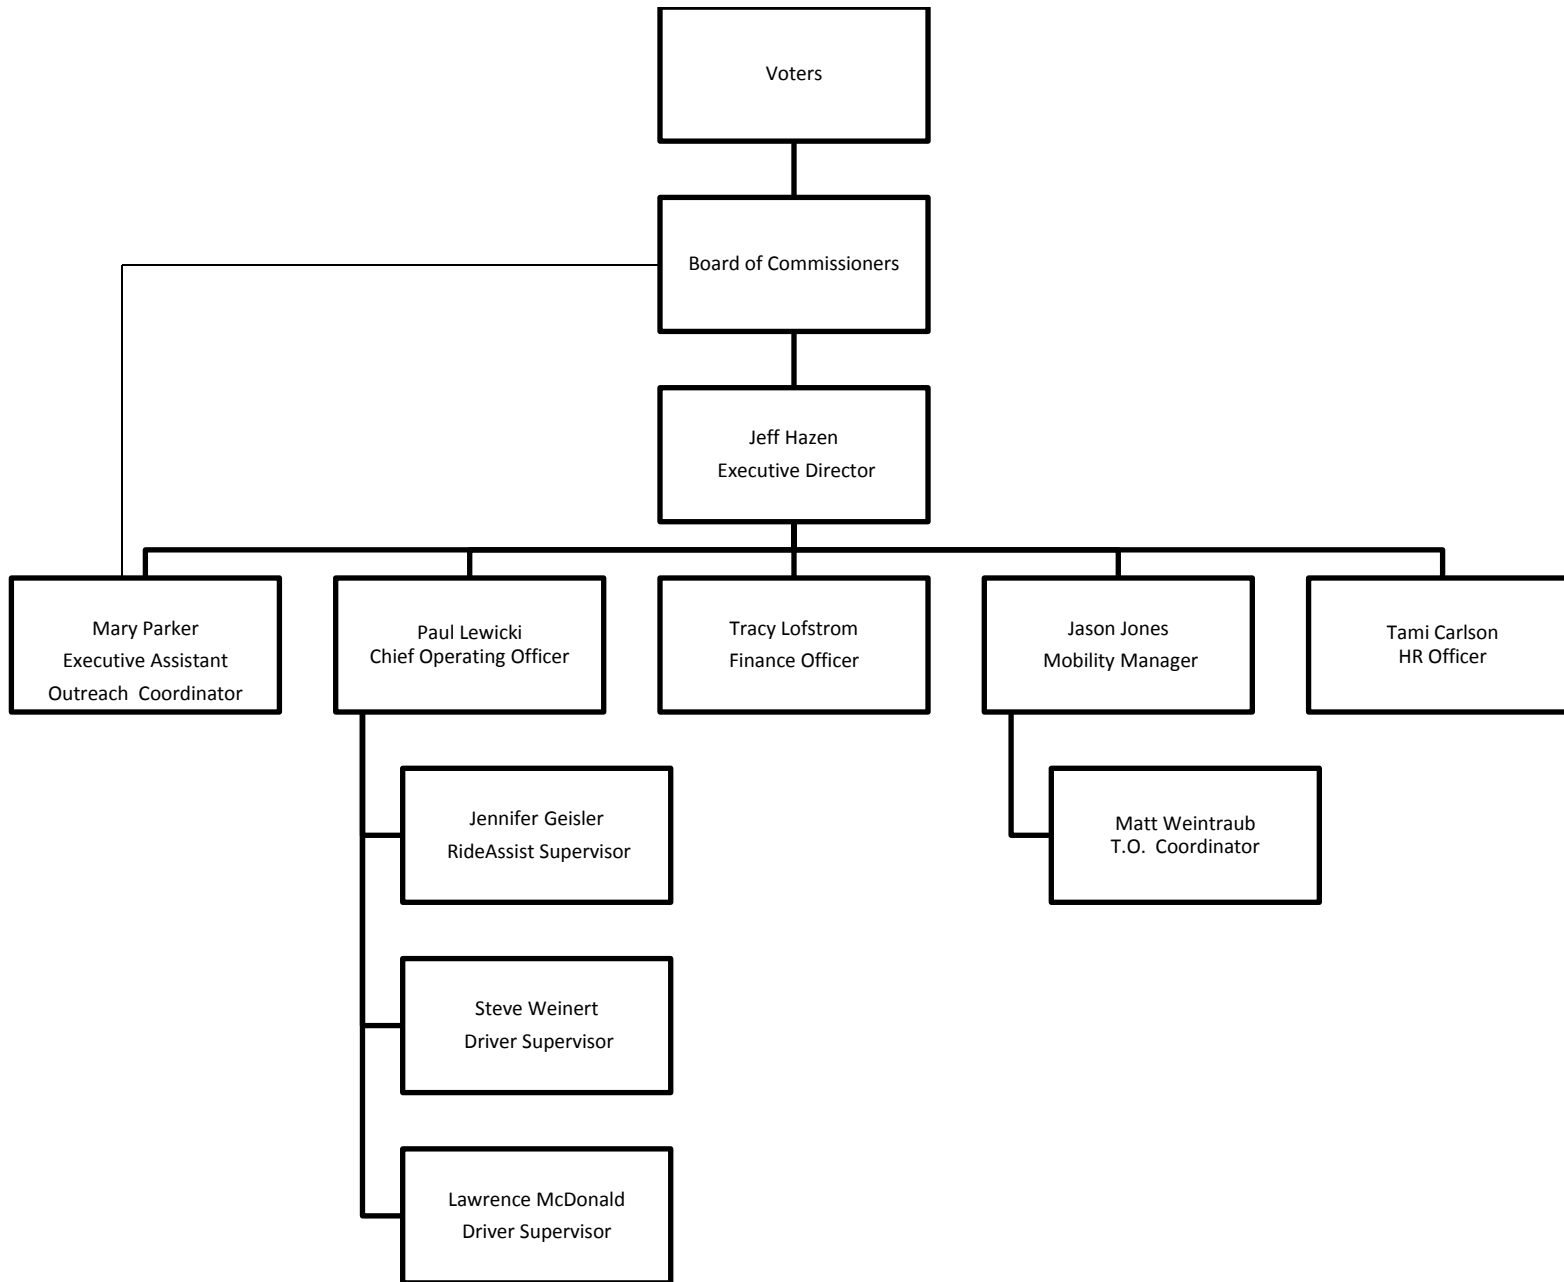 Voters
Board of Commissioners
Jeff Hazen
Executive Director
Mary Parker
Executive Assistant
Outreach  Coordinator
Paul Lewicki
Chief Operating Officer
Tracy Lofstrom
Finance Officer
Jason Jones
Mobility Manager
Tami Carlson
HR Officer
Jennifer Geisler
RideAssist Supervisor
Matt Weintraub
T.O.  Coordinator
Steve Weinert
Driver Supervisor
Lawrence McDonald
Driver Supervisor